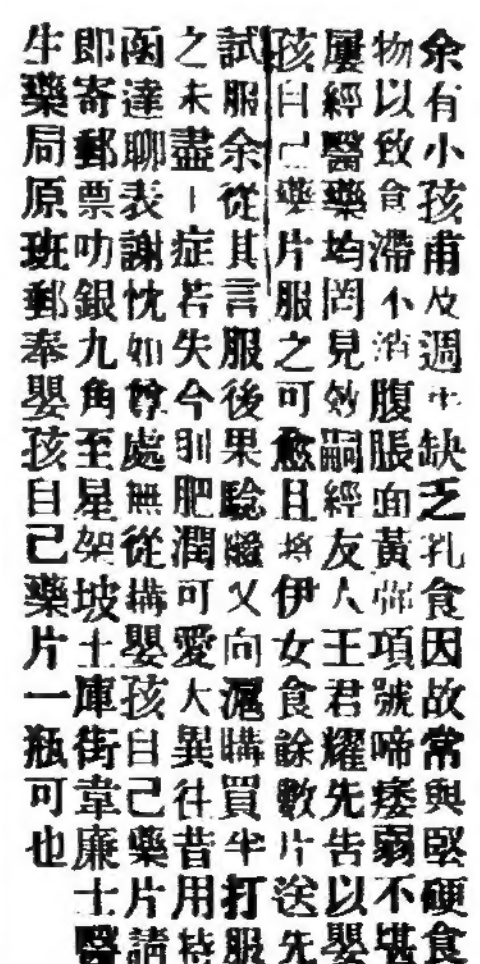 余有小孩甫及週半缺乏乳食因故常與堅硬食
物以致食滯不消腹脹面黃弸項號啼痿弱不堪
屢經醫藥均罔見效嗣經友人王君耀先告以嬰
孩自己藥片服之可愈且將伊女食餘數片送先
試服余從其言服後果驗繼又向滬購買半打服
之未盡一症若失今則肥潤可愛大異往昔用特
函達聊表謝忱如尊處無從購嬰孩自己藥片請
即寄郵票叻銀九角至星架坡土庫街韋廉士醫
生藥局原班郵奉嬰孩自己藥片一瓶可也